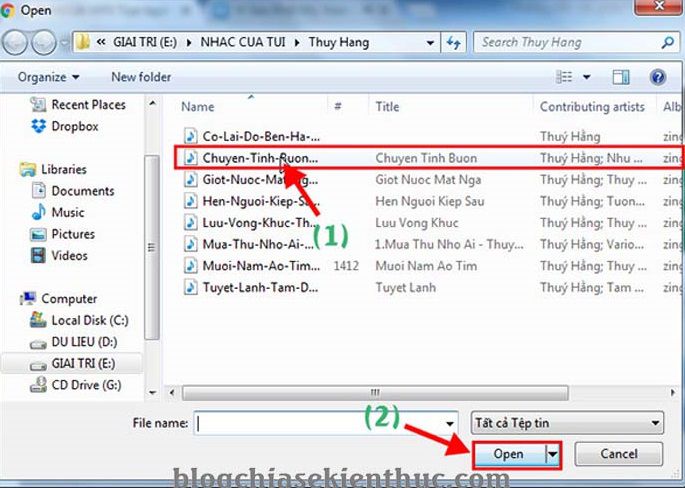 Open
GIAI TRI (E:) NHAC CUA TUI Thuy Hang Search Thuy Hang
Organize New folder
Recent Places Name # Title Contributing artists Alb
Dropbox Co-Lai-Do-Ben-Ha-... Thuý Hằng zing
Chuyen-Tinh-Buon... Chuyen Tinh Buon Thuý Hằng; Nhu ... zing
Libraries Giot-Nuoc-Mat-Ng... Giot Nuoc Mat Nga Thuý Hằng; Thuy ... zing
Documents Hen-Nguoi-Kiep-Sa... Hen Nguoi Kiep Sau Thuý Hằng; Tuon... zing
Music Luu-Vong-Khuc-Th... Luu Vong Khuc Thuý Hằng; Thuy ... zing
(1)
Pictures Mua-Thu-Nho-Ai-... 1.Mua Thu Nho Ai - Thuy... Thuý Hằng; Vario... zing
Videos Muoi-Nam-Ao-Tim... 1412 Muoi Nam Ao Tim Thuý Hằng; Thuy ... zing
Tuyet-Lanh-Tam-D... Tuyet Lanh Thuý Hằng; Tam ... zing
Computer
Local Disk (C:)
DU LIEU (D:)
GIAI TRI (E:)
CD Drive (G:)
File name: (2) Tất cả Tệp tin
Open Cancel
blogchiasekienthuc.com